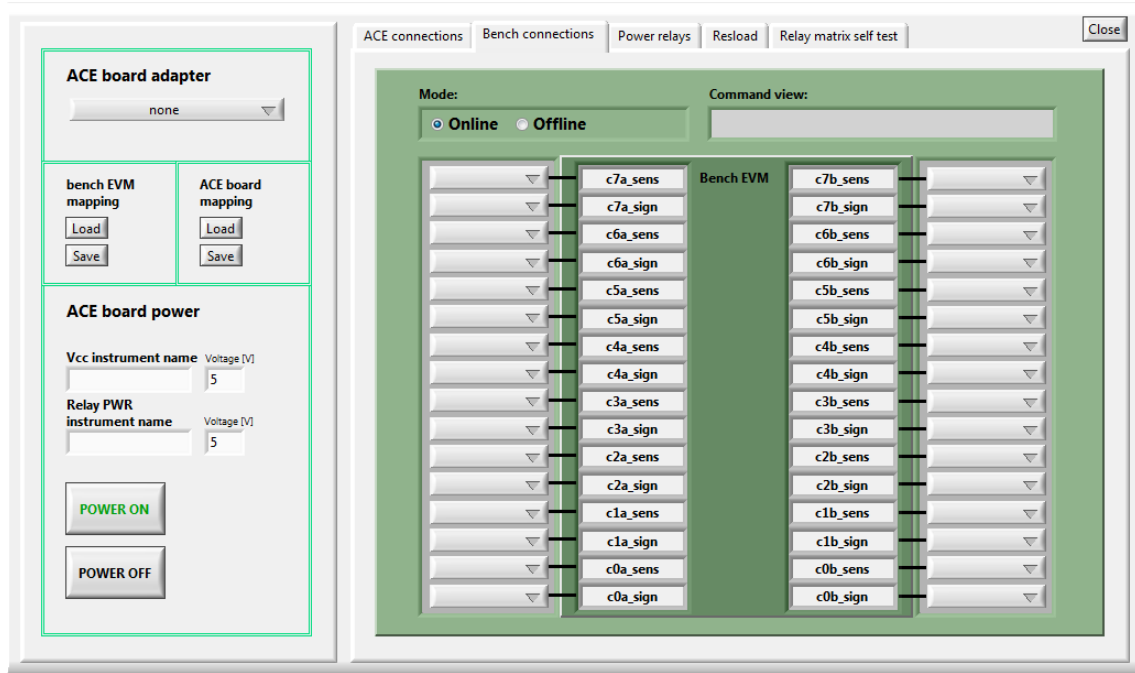 ACE connections
Bench connections
Power relays
Resload
Relay matrix self test
Close
ACE board adapter
none
bench EVM
mapping
Load
Save
ACE board
mapping
Load
Save
ACE board power
Vcc instrument name
Voltage [V]
5
Relay PWR
instrument name
Voltage [V]
5
POWER ON
POWER OFF
Mode:
Online
Offline
Command view:
Bench EVM
c7a_sens
c7b_sens
c7a_sign
c7b_sign
c6a_sens
c6b_sens
c6a_sign
c6b_sign
c5a_sens
c5b_sens
c5a_sign
c5b_sign
c4a_sens
c4b_sens
c4a_sign
c4b_sign
c3a_sens
c3b_sens
c3a_sign
c3b_sign
c2a_sens
c2b_sens
c2a_sign
c2b_sign
c1a_sens
c1b_sens
c1a_sign
c1b_sign
c0a_sens
c0b_sens
c0a_sign
c0b_sign